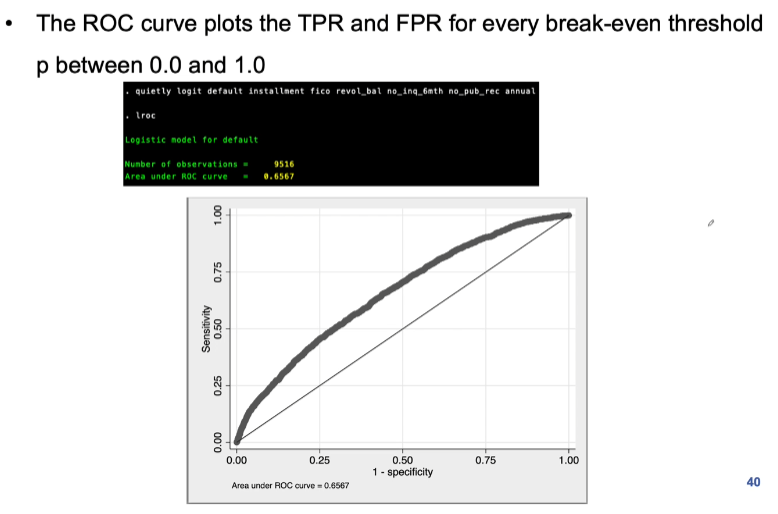 • The ROC curve plots the TPR and FPR for every break-even threshold
p between 0.0 and 1.0
. quietly logit default installment fico revol_bal no_inq_6mth no_pub_rec annual
. lroc
Logistic model for default
Number of observations = 9516
Area under ROC curve = 0.6567
1.00
0.75
0.50
0.25
0.00
Sensitivity
0.00 0.25 0.50 0.75 1.00
1 - specificity
Area under ROC curve = 0.6567
40